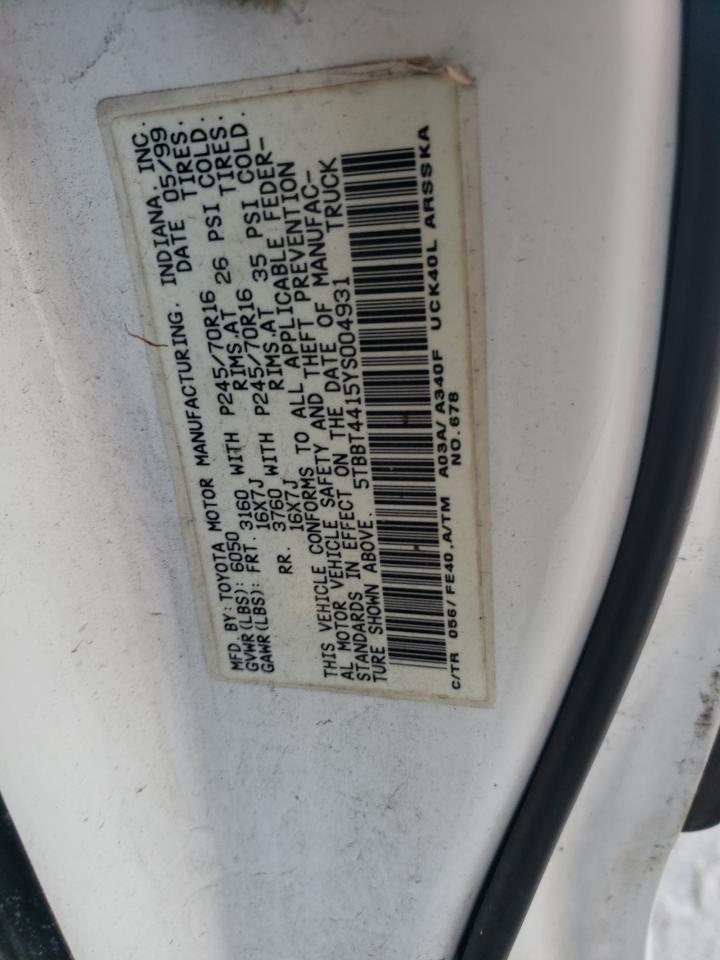 MFD. BY: TOYOTA MOTOR MANUFACTURING. INDIANA, INC.
GVWR(LBS): 6050 DATE 05/99
GAWR(LBS): FRT. 3160 WITH P245/70R16 TIRES.
16X7J RIMS.AT 26 PSI COLD.
RR. 3760 WITH P245/70R16 TIRES.
16X7J RIMS.AT 35 PSI COLD.
THIS VEHICLE CONFORMS TO ALL APPLICABLE FEDER-
AL MOTOR VEHICLE SAFETY AND THEFT PREVENTION
STANDARDS IN EFFECT ON THE DATE OF MANUFAC-
TURE SHOWN ABOVE. 5TBBT4415YS004931 TRUCK
C/TR 056/FE40,A/TM A03A/A340F UCK40L ARSSKA
NO.678